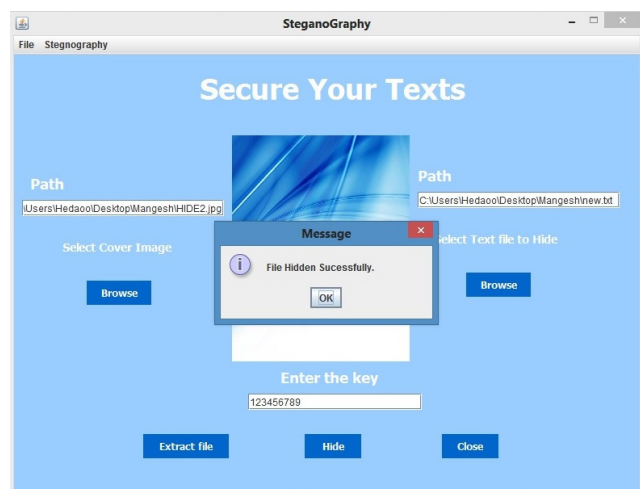 SteganoGraphy
File Stegnography
Secure Your Texts
Path
\Users\Hedaoo\Desktop\Mangesh\HIDE2.jpg
Select Cover Image
Browse
Path
C:\Users\Hedaoo\Desktop\Mangesh\new.txt
Select Text file to Hide
Browse
Message
File Hidden Sucessfully.
OK
Enter the key
123456789
Extract file
Hide
Close